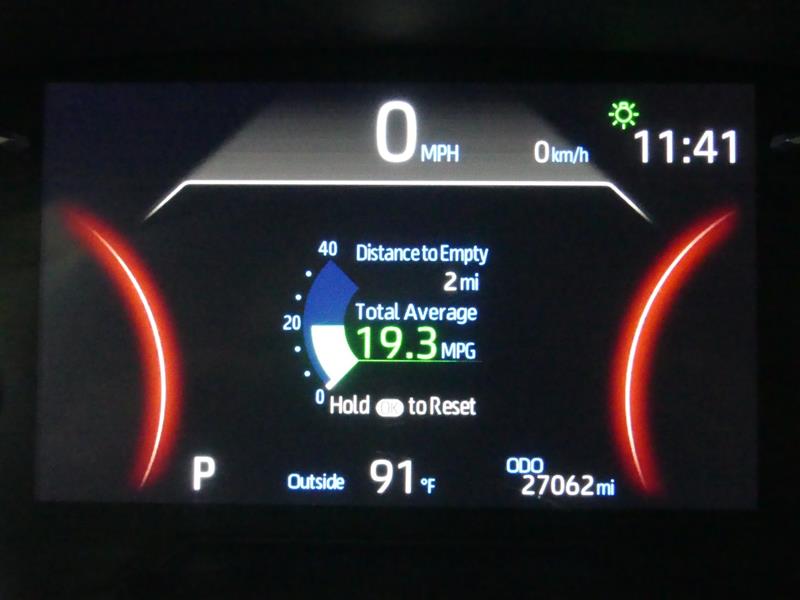 0 MPH 0 km/h 11:41
40 Distance to Empty
2 mi
20 Total Average
19.3 MPG
0 Hold OK to Reset
P Outside 91 °F ODO
27062 mi